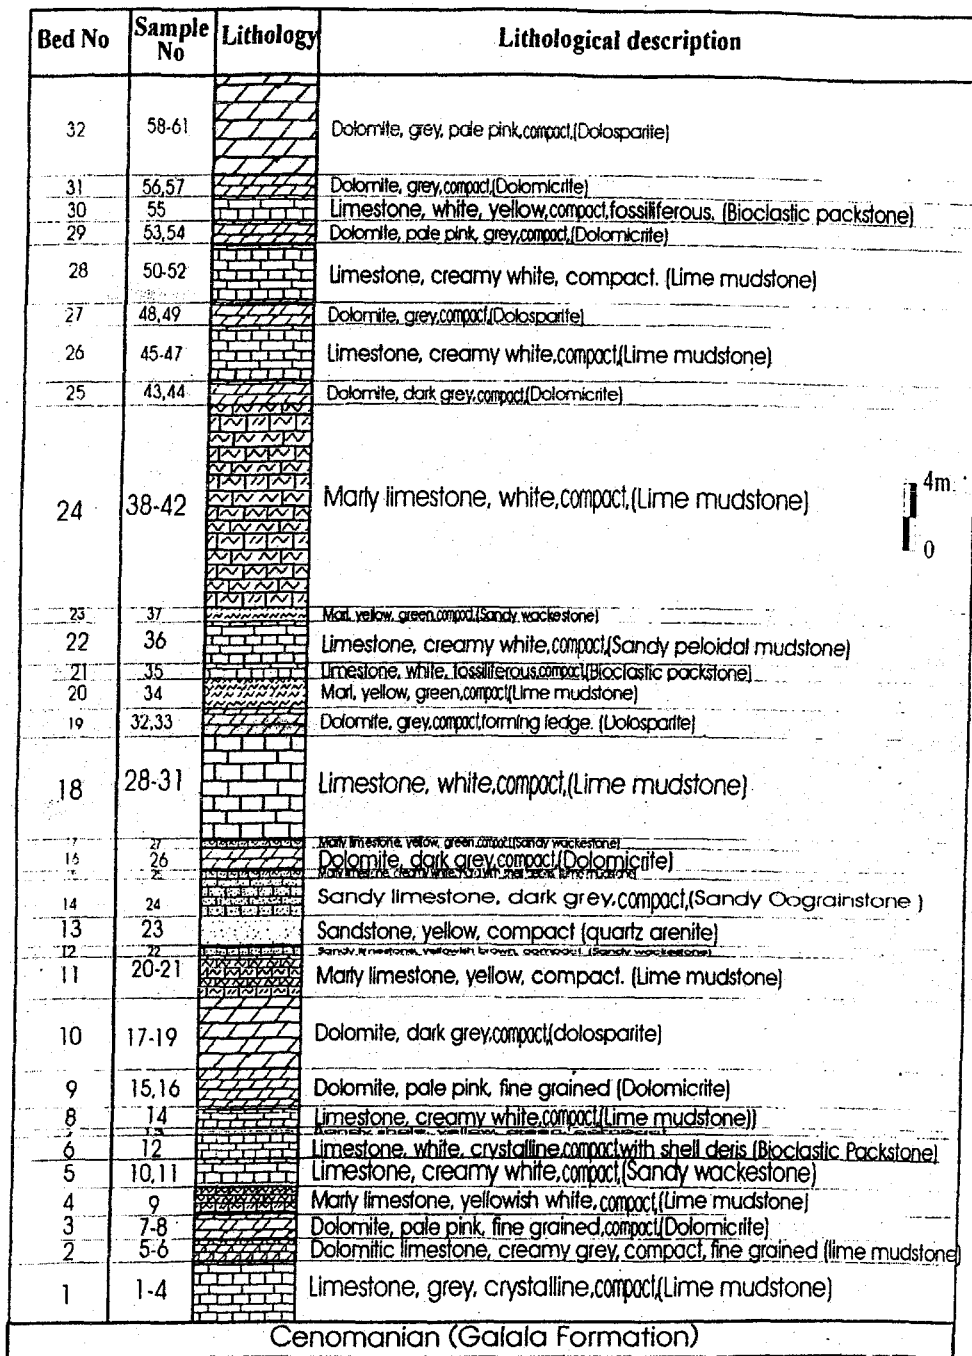 Bed No Sample No Lithology Lithological description
32 58-61 Dolomite, grey, pale pink,compact,(Dolosparite)
31 56,57 Dolomite, grey,compact,(Dolomicrite)
30 55 Limestone, white, yellow,compact,fossiliferous. (Bioclastic packstone)
29 53,54 Dolomite, pale pink, grey,compact,(Dolomicrite)
28 50-52 Limestone, creamy white, compact. (Lime mudstone)
27 48,49 Dolomite, grey,compact,(Dolosparite)
26 45-47 Limestone, creamy white,compact,(Lime mudstone)
25 43,44 Dolomite, dark grey,compact,(Dolomicrite)
24 38-42 Marly limestone, white,compact,(Lime mudstone)
4m
0
23 37 Marl, yellow, green,compact,(Sandy wackestone)
22 36 Limestone, creamy white,compact,(Sandy peloidal mudstone)
21 35 Limestone, white, fossiliferous,compact,(Bioclastic packstone)
20 34 Marl, yellow, green,compact,(Lime mudstone)
19 32,33 Dolomite, grey,compact,forming ledge. (Dolosparite)
18 28-31 Limestone, white,compact,(Lime mudstone)
27 Marly limestone, yellow, green,compact,(Sandy wackestone)
16 26 Dolomite, dark grey,compact,(Dolomicrite)
14 24 Sandy limestone, dark grey,compact,(Sandy Oograinstone )
13 23 Sandstone, yellow, compact (quartz arenite)
12 22 Sandy limestone, yellowish brown, compact. (Sandy wackestone)
11 20-21 Marly limestone, yellow, compact. (Lime mudstone)
10 17-19 Dolomite, dark grey,compact,(dolosparite)
9 15,16 Dolomite, pale pink, fine grained (Dolomicrite)
8 14 Limestone, creamy white,compact,(Lime mudstone))
6 12 Limestone, white, crystalline,compact,with shell deris (Bioclastic Packstone)
5 10,11 Limestone, creamy white,compact,(Sandy wackestone)
4 9 Marly limestone, yellowish white,compact,(Lime mudstone)
3 7-8 Dolomite, pale pink, fine grained,compact,(Dolomicrite)
2 5-6 Dolomitic limestone, creamy grey, compact, fine grained (lime mudstone)
1 1-4 Limestone, grey, crystalline,compact,(Lime mudstone)
Cenomanian (Galala Formation)